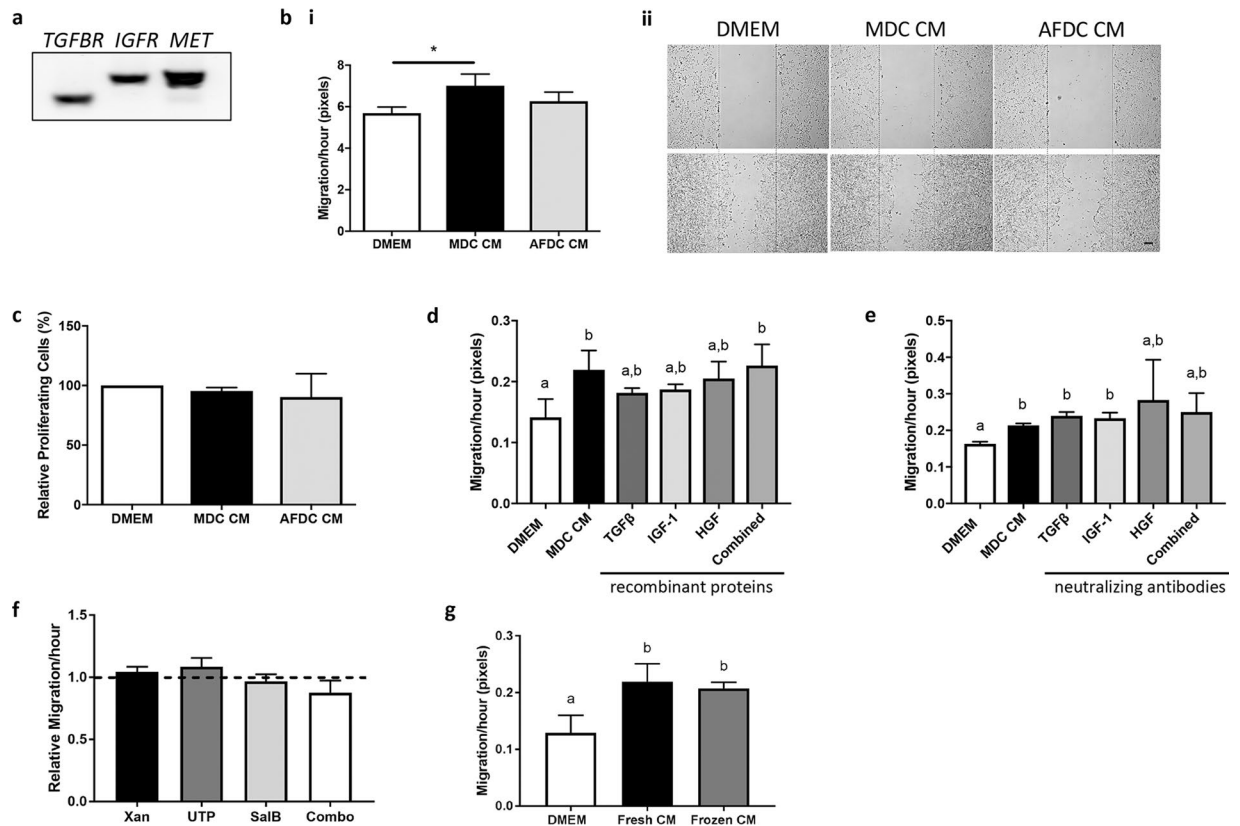 a
TGFBR IGFR MET
b i
*
Migration/hour (pixels)
8
6
4
2
0
DMEM MDC CM AFDC CM
ii
DMEM MDC CM AFDC CM
c
Relative Proliferating Cells (%)
150
100
50
0
DMEM MDC CM AFDC CM
d
Migration/hour (pixels)
0.3
0.2
0.1
0.0
a b a,b a,b a,b b
DMEM MDC CM TGFβ IGF-1 HGF Combined
recombinant proteins
e
Migration/hour (pixels)
0.5
0.4
0.3
0.2
0.1
0.0
a b b b a,b a,b
DMEM MDC CM TGFβ IGF-1 HGF Combined
neutralizing antibodies
f
Relative Migration/hour
1.5
1.0
0.5
0.0
Xan UTP SalB Combo
g
Migration/hour (pixels)
0.3
0.2
0.1
0.0
a b b
DMEM Fresh CM Frozen CM